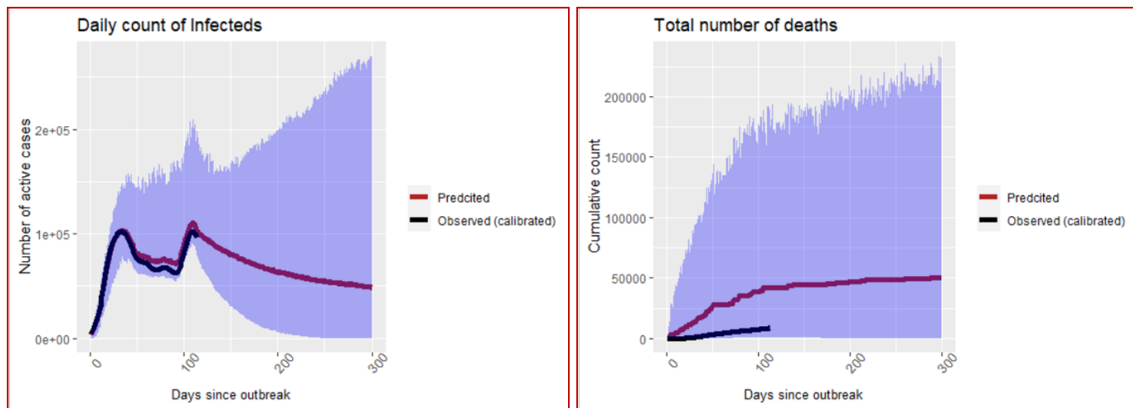 Daily count of Infecteds
Number of active cases
2e+05
1e+05
0e+00
0
100
200
300
Days since outbreak
Predcited
Observed (calibrated)
Total number of deaths
Cumulative count
200000
150000
100000
50000
0
0
100
200
300
Days since outbreak
Predcited
Observed (calibrated)